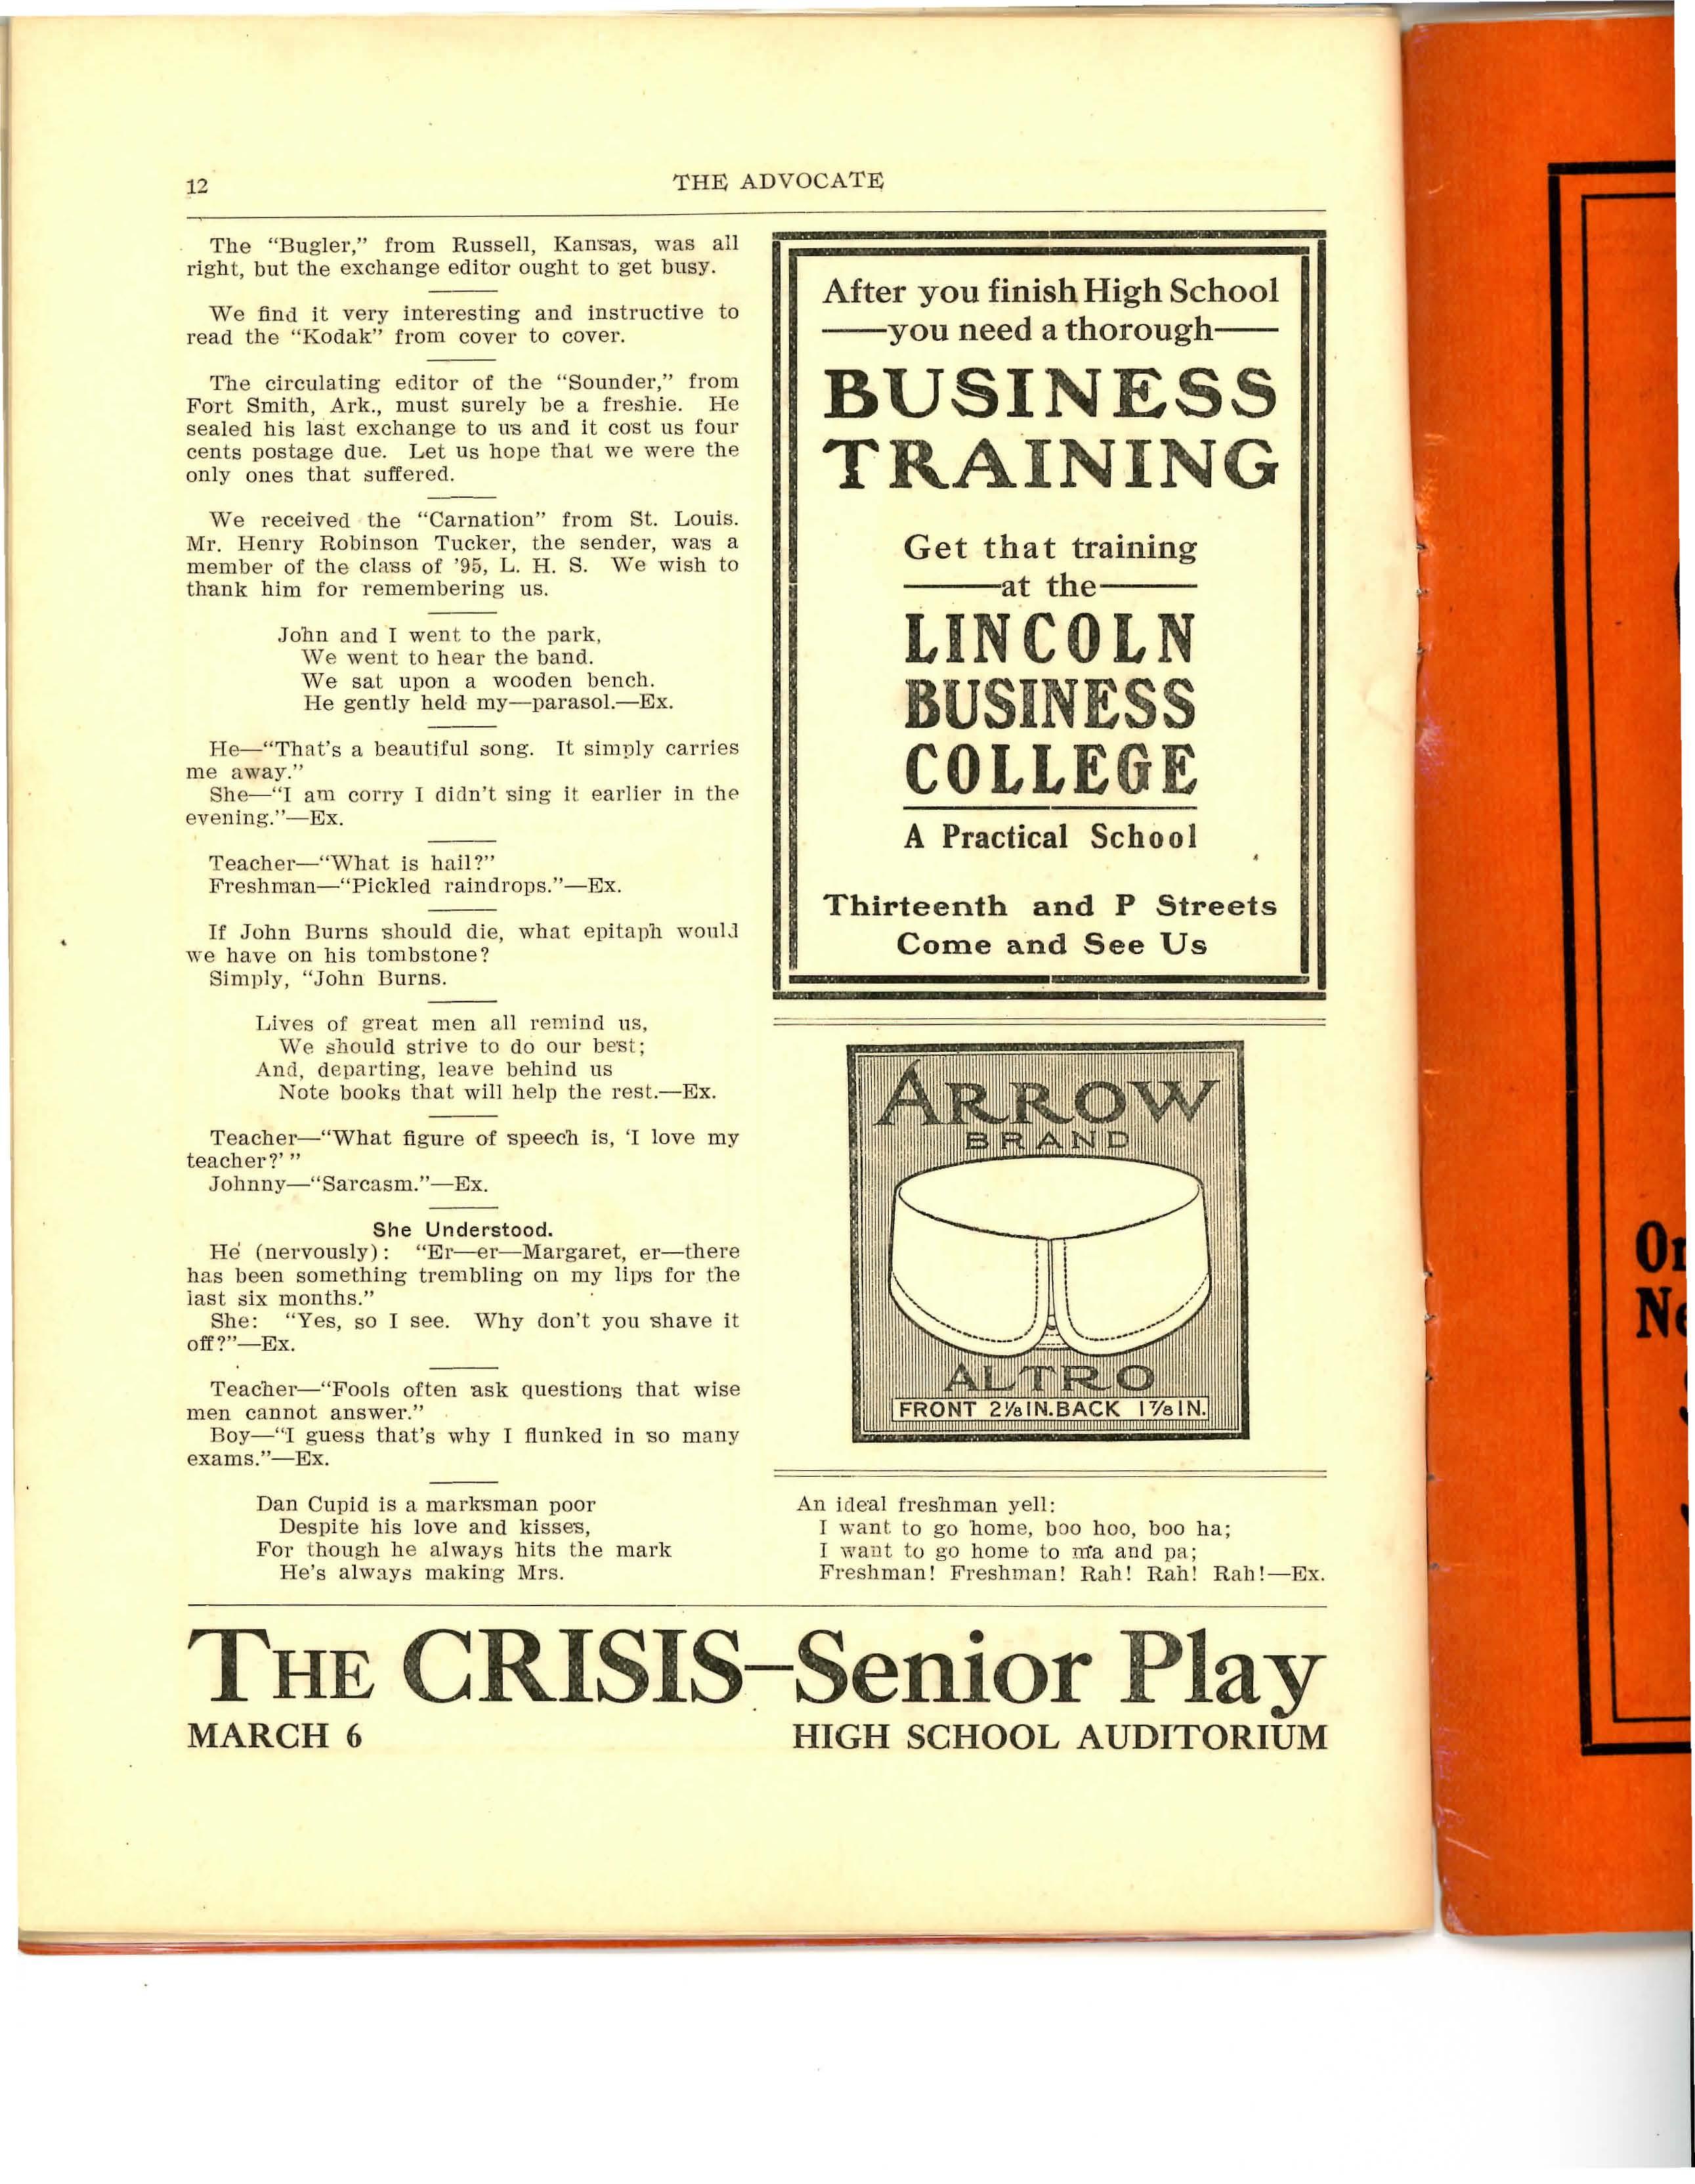 12
THE ADVOCATE
The “Bugler,” from Russell, Kansas, was all
right, but the exchange editor ought to get busy.
We find it very interesting and instructive to
read the “Kodak” from cover to cover.
The circulating editor of the “Sounder,” from
Fort Smith, Ark., must surely be a freshie. He
sealed his last exchange to us and it cost us four
cents postage due. Let us hope that we were the
only ones that suffered.
We received the “Carnation” from St. Louis.
Mr. Henry Robinson Tucker, the sender, was a
member of the class of ’95, L. H. S. We wish to
thank him for remembering us.
John and I went to the park,
We went to hear the band.
We sat upon a wooden bench.
He gently held my—parasol.—Ex.
He—“That’s a beautiful song. It simply carries
me away.”
She—“I am corry I didn’t sing it earlier in the
evening.”—Ex.
Teacher—“What is hail?”
Freshman—“Pickled raindrops.”—Ex.
If John Burns should die, what epitaph would
we have on his tombstone?
Simply, “John Burns.
Lives of great men all remind us,
We should strive to do our best;
And, departing, leave behind us
Note books that will help the rest.—Ex.
Teacher—“What figure of speech is, ‘I love my
teacher?’ ”
Johnny—“Sarcasm.”—Ex.
She Understood.
He (nervously): “Er—er—Margaret, er—there
has been something trembling on my lips for the
last six months.”
She: “Yes, so I see. Why don’t you shave it
off?”—Ex.
Teacher—“Fools often ask questions that wise
men cannot answer.”
Boy—“I guess that’s why I flunked in so many
exams.”—Ex.
Dan Cupid is a marksman poor
Despite his love and kisses,
For though he always hits the mark
He’s always making Mrs.
After you finish High School
—you need a thorough—
BUSINESS
TRAINING
Get that training
—at the—
LINCOLN
BUSINESS
COLLEGE
A Practical School
Thirteenth and P Streets
Come and See Us
ARROW
BRAND
ALTRO
FRONT 2⅛ IN. BACK 1⅞ IN.
An ideal freshman yell:
I want to go home, boo hoo, boo ha;
I want to go home to ma and pa;
Freshman! Freshman! Rah! Rah! Rah!—Ex.
THE CRISIS–Senior Play
MARCH 6
HIGH SCHOOL AUDITORIUM